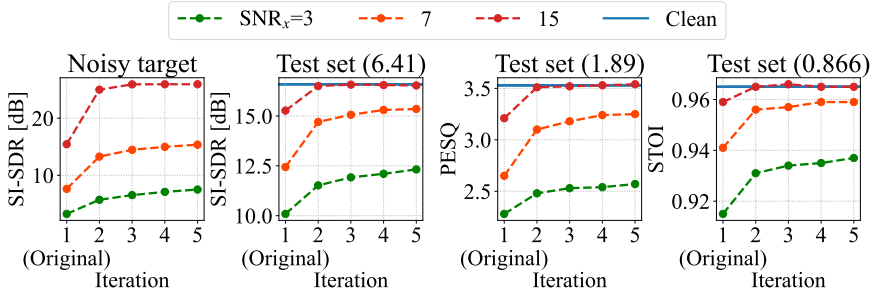 SNRₓ=3 7 15 Clean
Noisy target
SI-SDR [dB]
20
10
1 2 3 4 5
(Original)
Iteration
Test set (6.41)
SI-SDR [dB]
15.0
12.5
10.0
1 2 3 4 5
(Original)
Iteration
Test set (1.89)
PESQ
3.5
3.0
2.5
1 2 3 4 5
(Original)
Iteration
Test set (0.866)
STOI
0.96
0.94
0.92
1 2 3 4 5
(Original)
Iteration